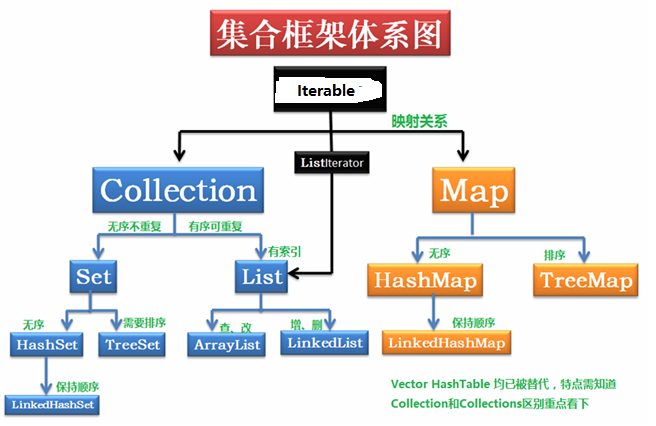 集合框架体系图
Iterable
映射关系
ListIterator
Collection
Map
无序不重复
有序可重复
有索引
无序
排序
Set
List
HashMap
TreeMap
无序
需要排序
查、改
增、删
保持顺序
HashSet
TreeSet
ArrayList
LinkedList
LinkedHashMap
保持顺序
LinkedHashSet
Vector HashTable 均已被替代，特点需知道
Collection和Collections区别重点看下